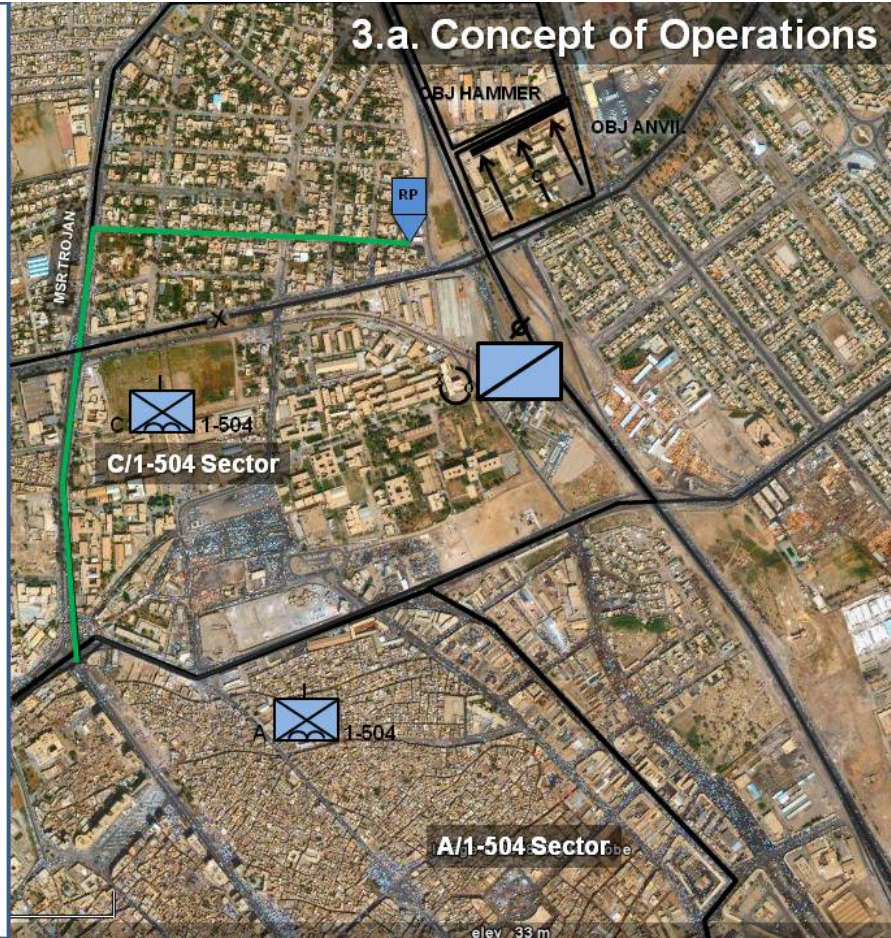 3.a. Concept of Operations
OBJ HAMMER
OBJ ANVIL
C
RP
MSR TROJAN
X
C 1-504
C/1-504 Sector
A 1-504
A/1-504 Sector
elev 33 m